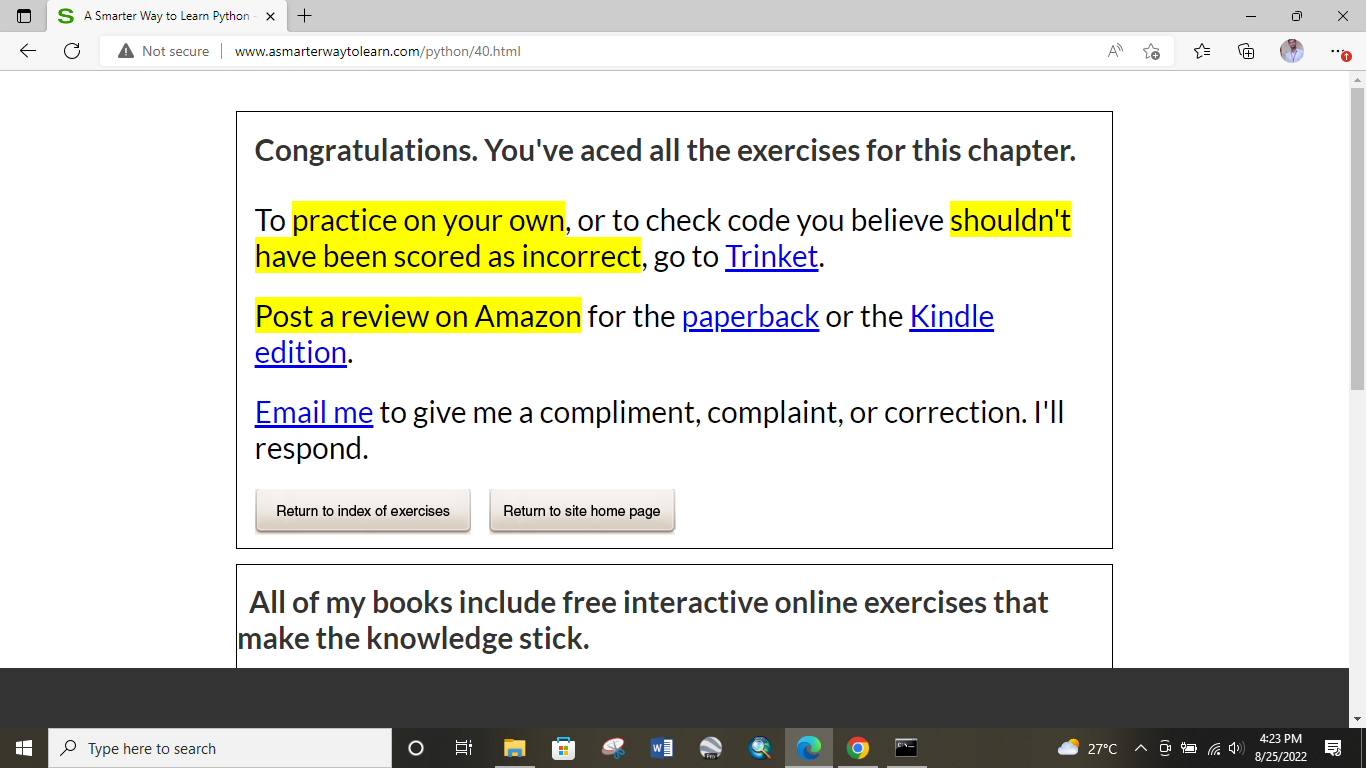 A Smarter Way to Learn Python -
Not secure
www.asmarterwaytolearn.com/python/40.html
Congratulations. You've aced all the exercises for this chapter.
To practice on your own, or to check code you believe shouldn't
have been scored as incorrect, go to Trinket.
Post a review on Amazon for the paperback or the Kindle
edition.
Email me to give me a compliment, complaint, or correction. I'll
respond.
Return to index of exercises
Return to site home page
All of my books include free interactive online exercises that
make the knowledge stick.
Type here to search
27°C
4:23 PM
8/25/2022